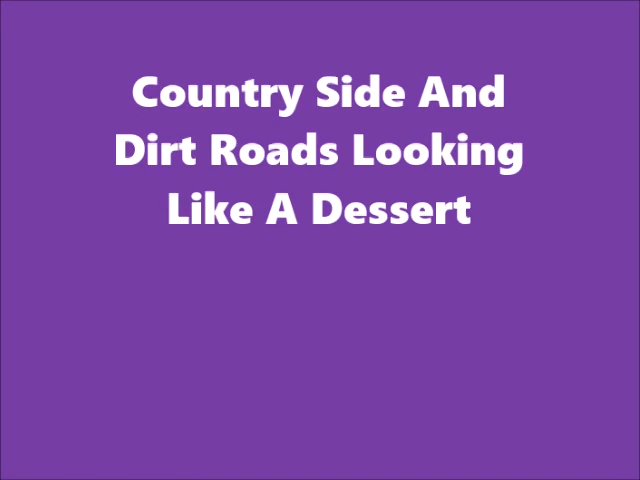 Country Side And
Dirt Roads Looking
Like A Dessert